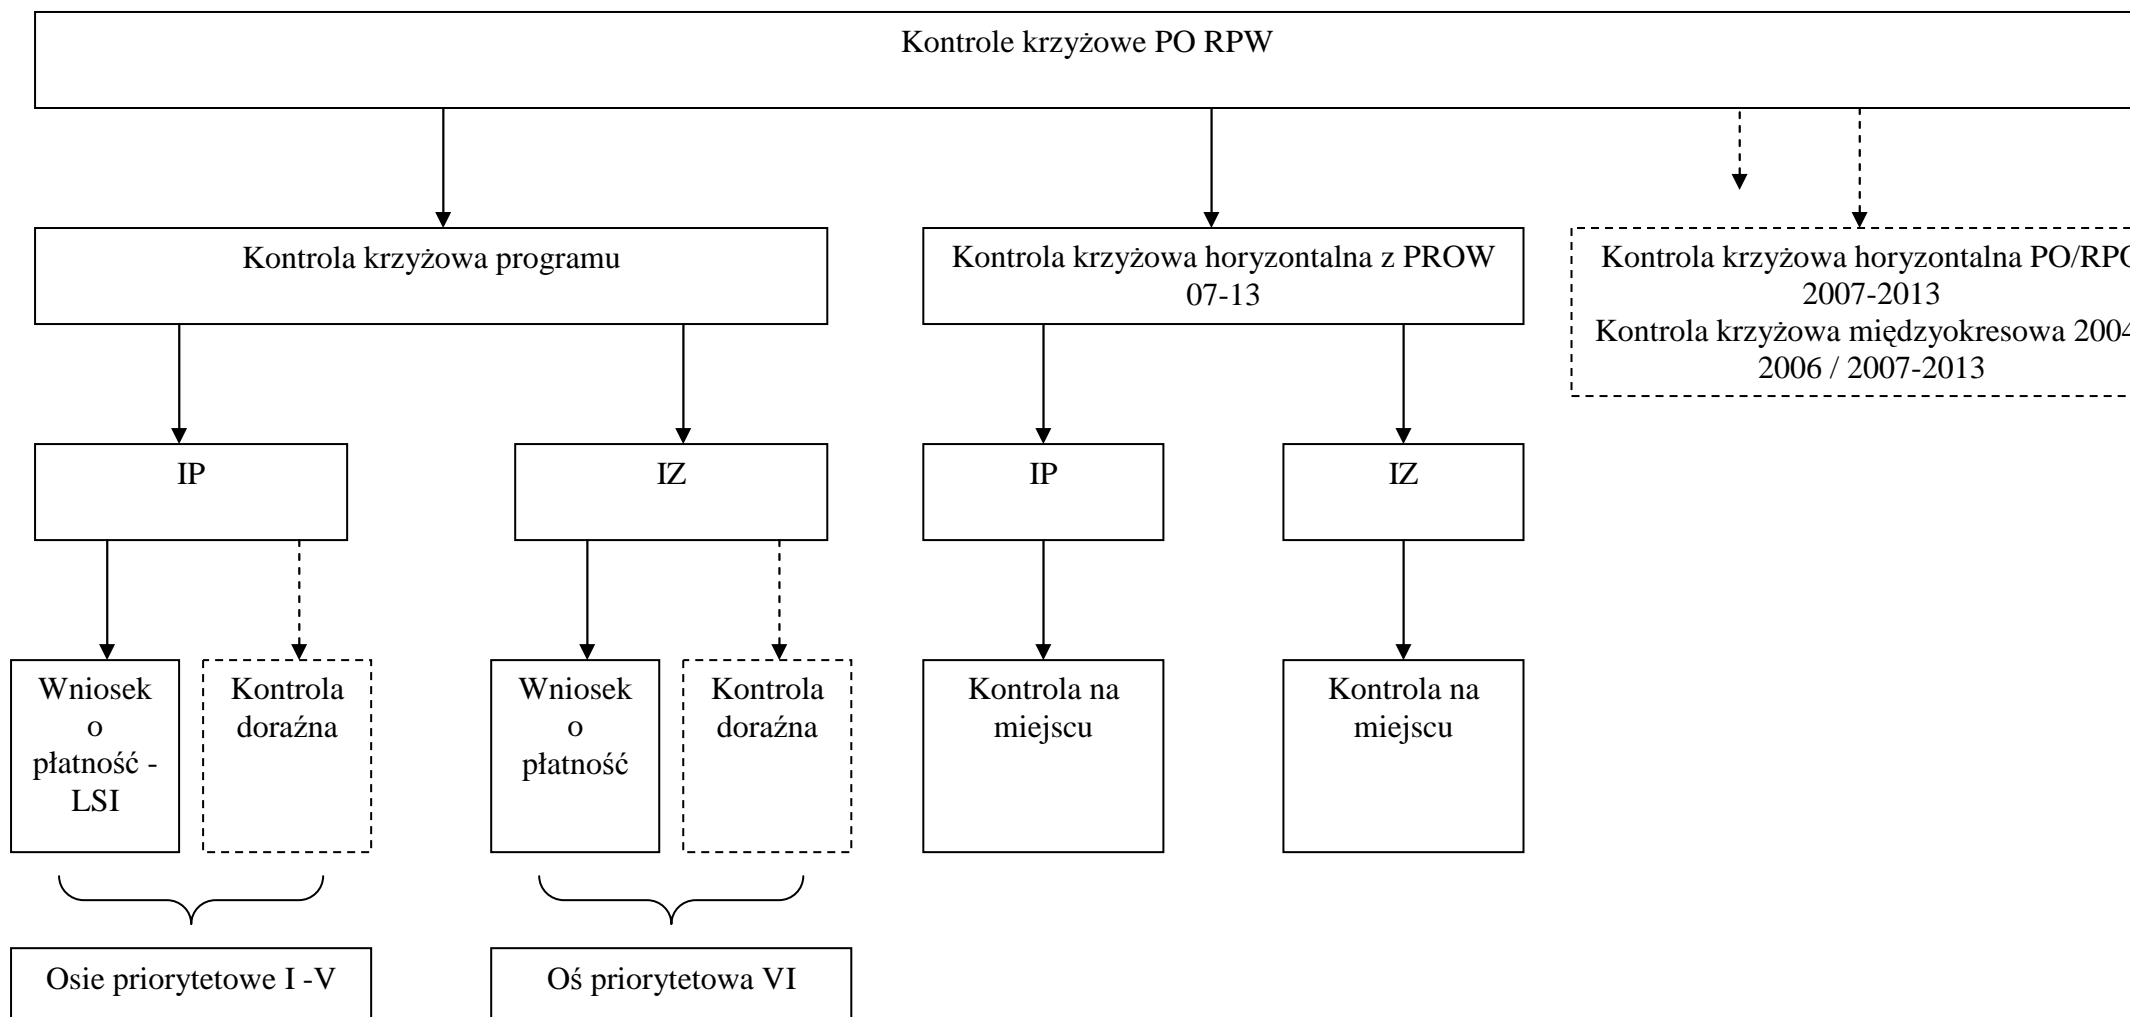 Kontrole krzyżowe PO RPW
Kontrola krzyżowa programu
Kontrola krzyżowa horyzontalna z PROW
07-13
Kontrola krzyżowa horyzontalna PO/RPO
2007-2013
Kontrola krzyżowa międzyokresowa 2004
2006 / 2007-2013
IP
IZ
IP
IZ
Wniosek
o
płatność -
LSI
Kontrola
doraźna
Wniosek
o
płatność
Kontrola
doraźna
Kontrola na
miejscu
Kontrola na
miejscu
Osie priorytetowe I -V
Oś priorytetowa VI